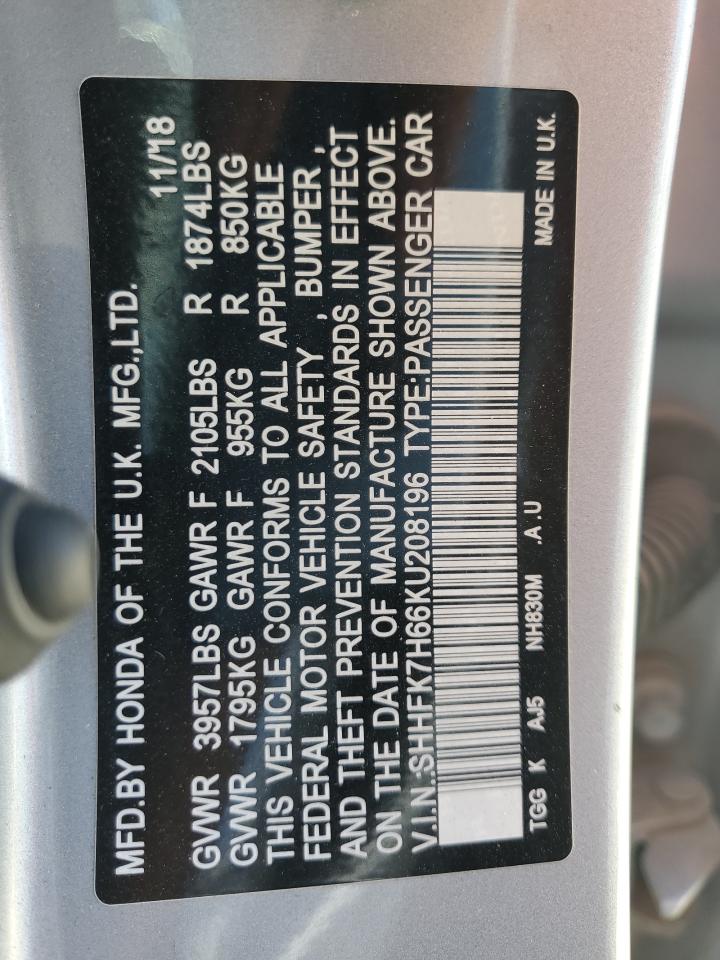 MFD.BY HONDA OF THE U.K. MFG.,LTD.
11/18
GVWR 3957LBS GAWR F 2105LBS R 1874LBS
GVWR 1795KG GAWR F 955KG R 850KG
THIS VEHICLE CONFORMS TO ALL APPLICABLE
FEDERAL MOTOR VEHICLE SAFETY , BUMPER ,
AND THEFT PREVENTION STANDARDS IN EFFECT
ON THE DATE OF MANUFACTURE SHOWN ABOVE.
V.I.N.:SHHFK7H66KU208196 TYPE:PASSENGER CAR
TGG K AJ5 NH830M .A .U MADE IN U.K.